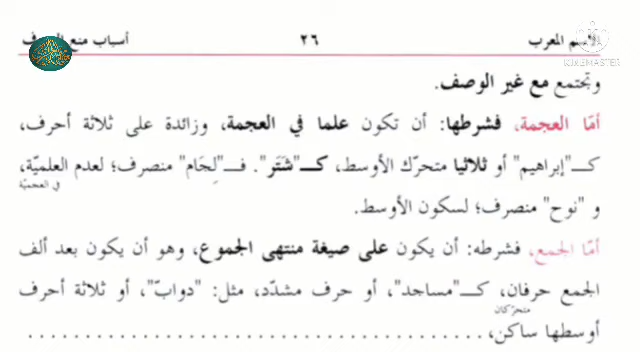 الاسم المعرب ٢٦ أسباب منع الصرف
KINEMASTER
وتجتمع مع غير الوصف.
أمّا العجمة، فشرطها: أن تكون علما في العجمة، وزائدة على ثلاثة أحرف،
كـ"إبراهيم" أو ثلاثيا متحرّك الأوسط، كـ"شَتَر". فـ"لِجَام" منصرف؛ لعدم العلميّة،
في العجميّة
و "نوح" منصرف؛ لسكون الأوسط.
أمّا الجمع، فشرطه: أن يكون على صيغة منتهى الجموع، وهو أن يكون بعد ألف
الجمع حرفان، كـ"مساجد"، أو حرف مشدّد، مثل: "دوابّ"، أو ثلاثة أحرف
متحرّكان
أوسطها ساكن، . . . . . . . . . . . . . . . . . . . . . . . . . . . . . .